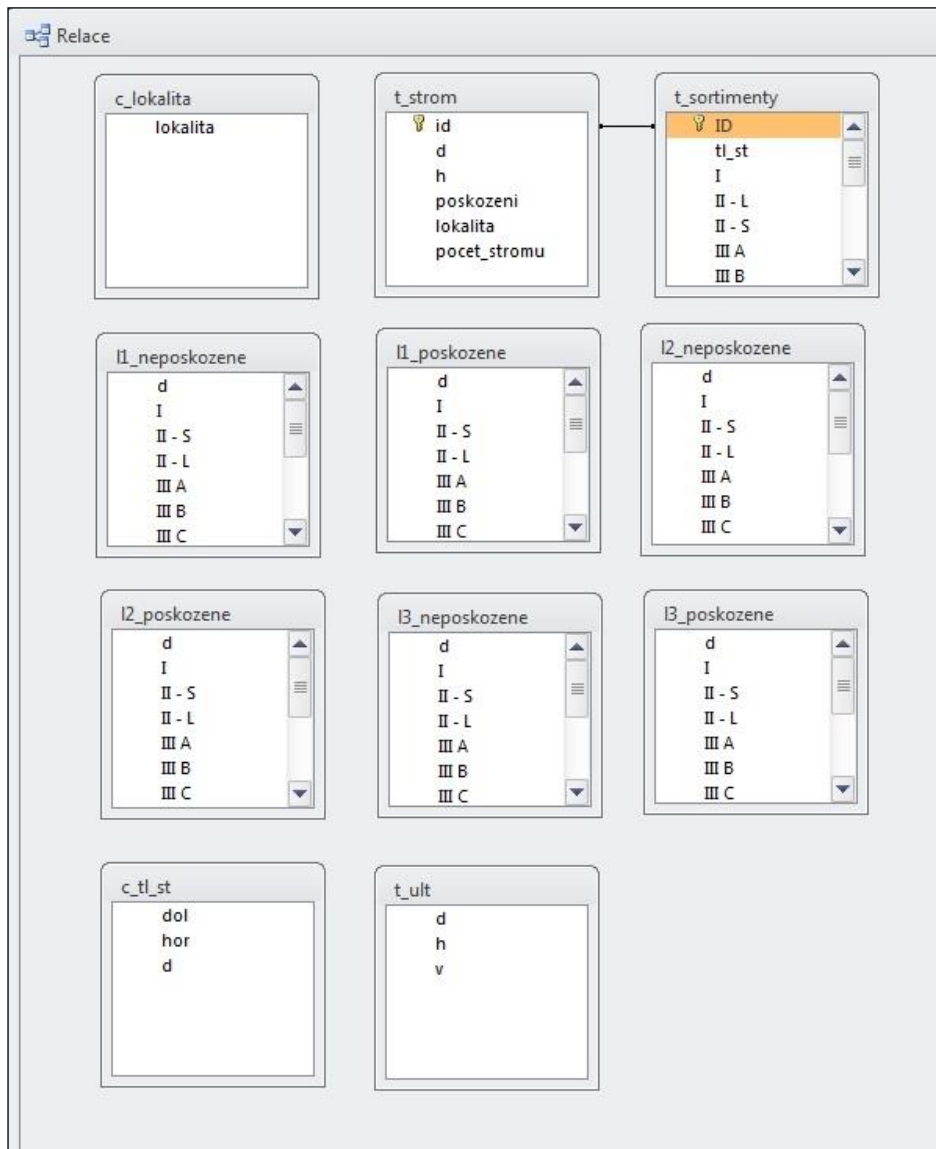 Relace
c_lokalita
lokalita
t_strom
id
d
h
poskozeni
lokalita
pocet_stromu
t_sortimenty
ID
tl_st
I
II - L
II - S
III A
III B
l1_neposkozene
d
I
II - S
II - L
III A
III B
III C
l1_poskozene
d
I
II - S
II - L
III A
III B
III C
l2_neposkozene
d
I
II - S
II - L
III A
III B
III C
l2_poskozene
d
I
II - S
II - L
III A
III B
III C
l3_neposkozene
d
I
II - S
II - L
III A
III B
III C
l3_poskozene
d
I
II - S
II - L
III A
III B
III C
c_tl_st
dol
hor
d
t_ult
d
h
v